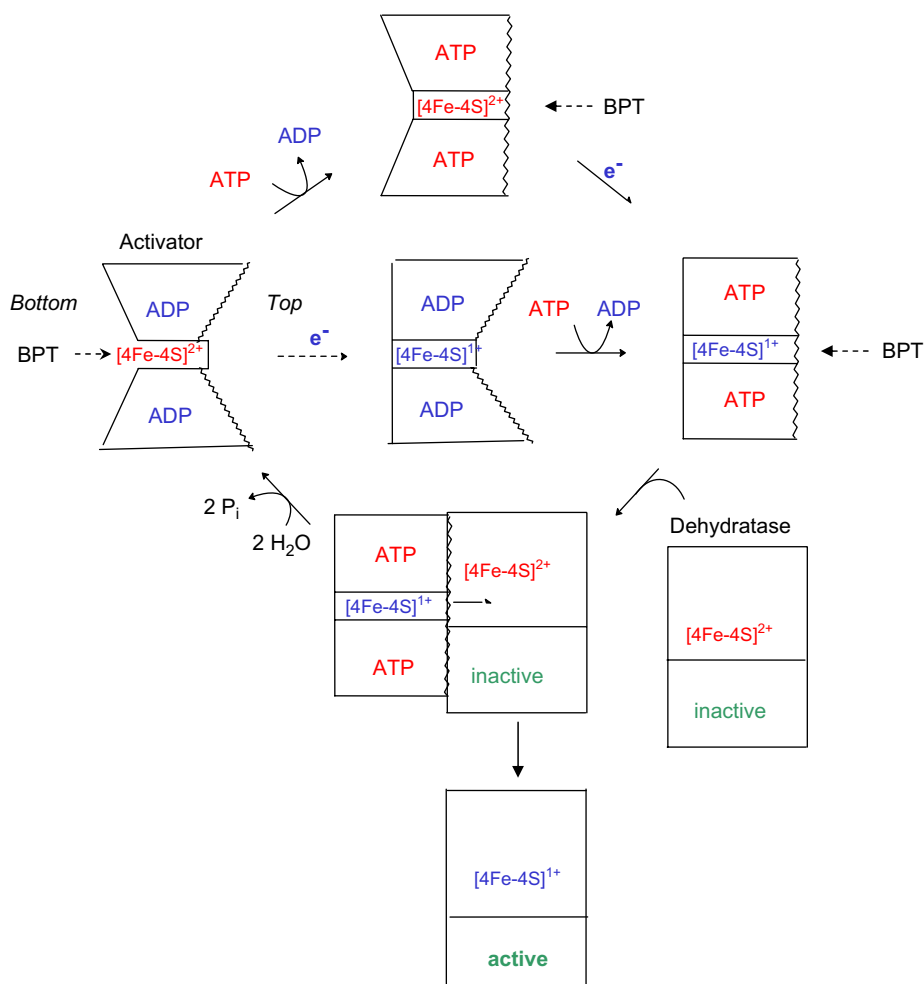 ATP
[4Fe-4S]²⁺
BPT
ATP
ADP
ATP
e⁻
Activator
Bottom
ADP
Top
BPT
[4Fe-4S]²⁺
e⁻
ADP
ADP
[4Fe-4S]¹⁺
ADP
ATP
ADP
ATP
[4Fe-4S]¹⁺
BPT
ATP
2 Pᵢ
2 H₂O
ATP
[4Fe-4S]²⁺
[4Fe-4S]¹⁺
ATP
inactive
Dehydratase
[4Fe-4S]²⁺
inactive
[4Fe-4S]¹⁺
active